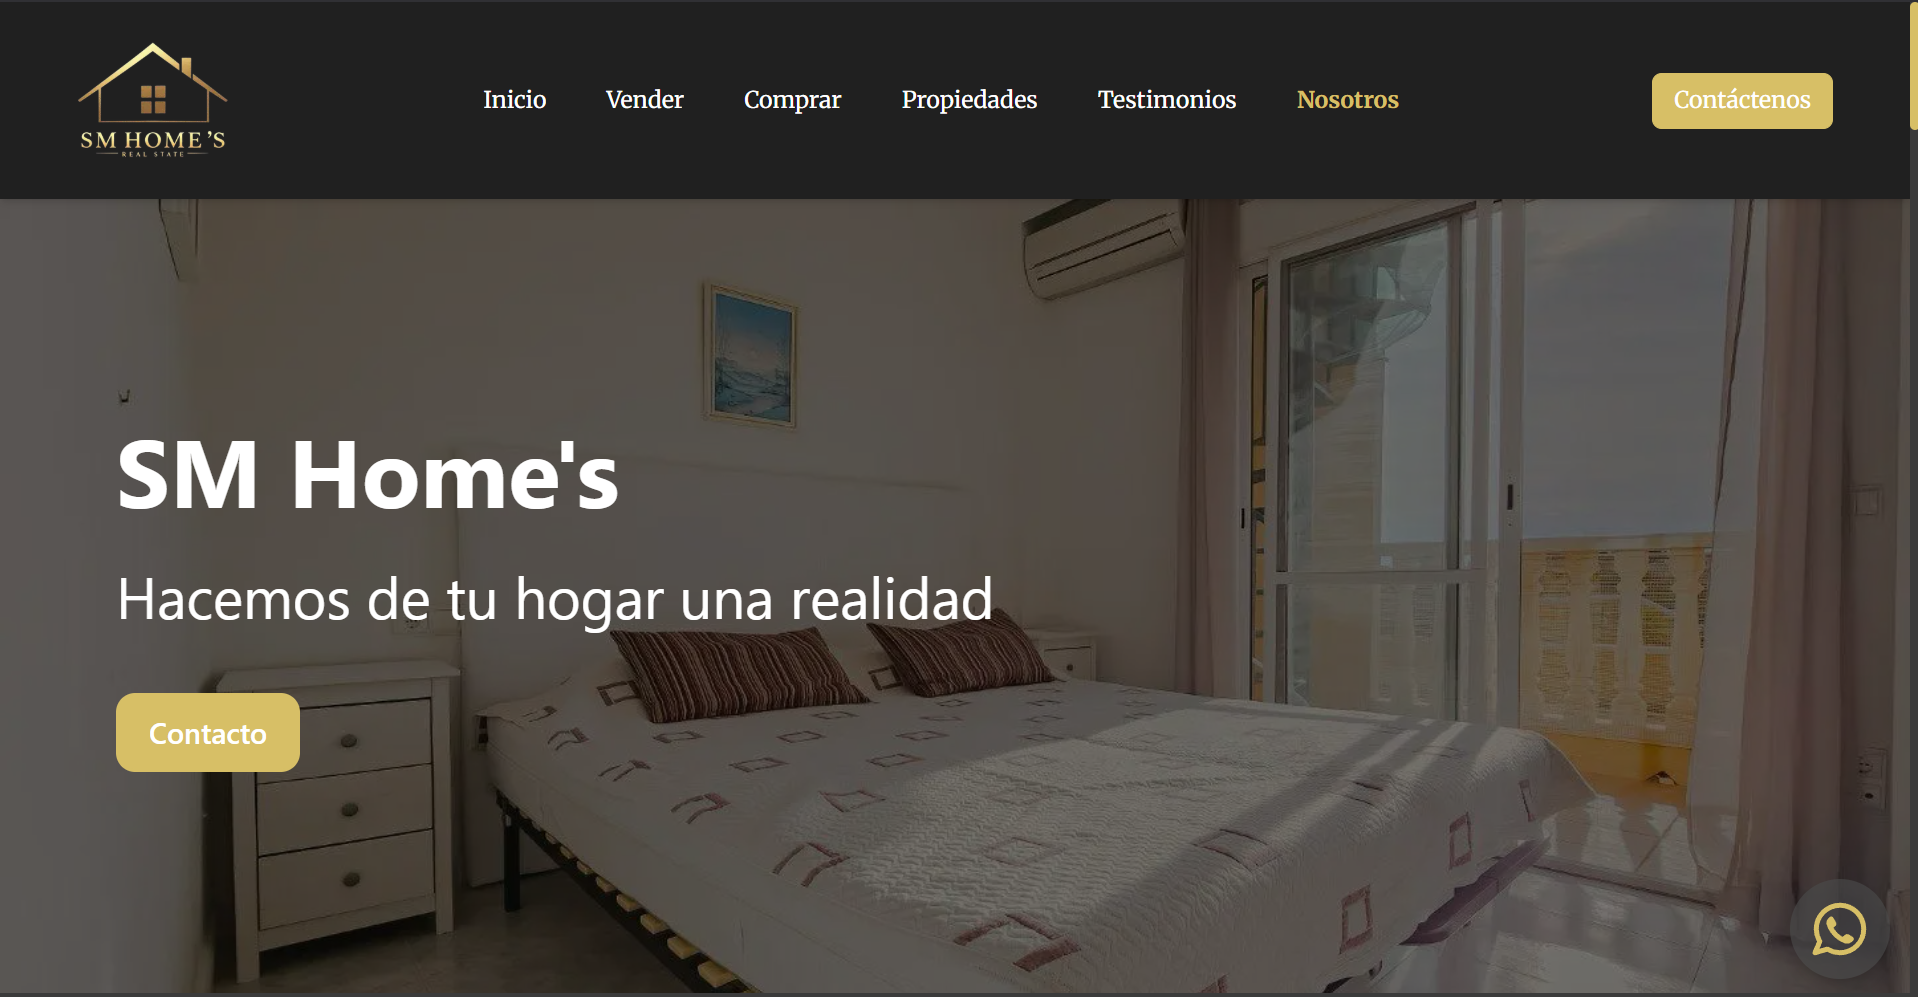 SM HOME'S
REAL STATE
Inicio Vender Comprar Propiedades Testimonios Nosotros Contáctenos
SM Home's
Hacemos de tu hogar una realidad
Contacto